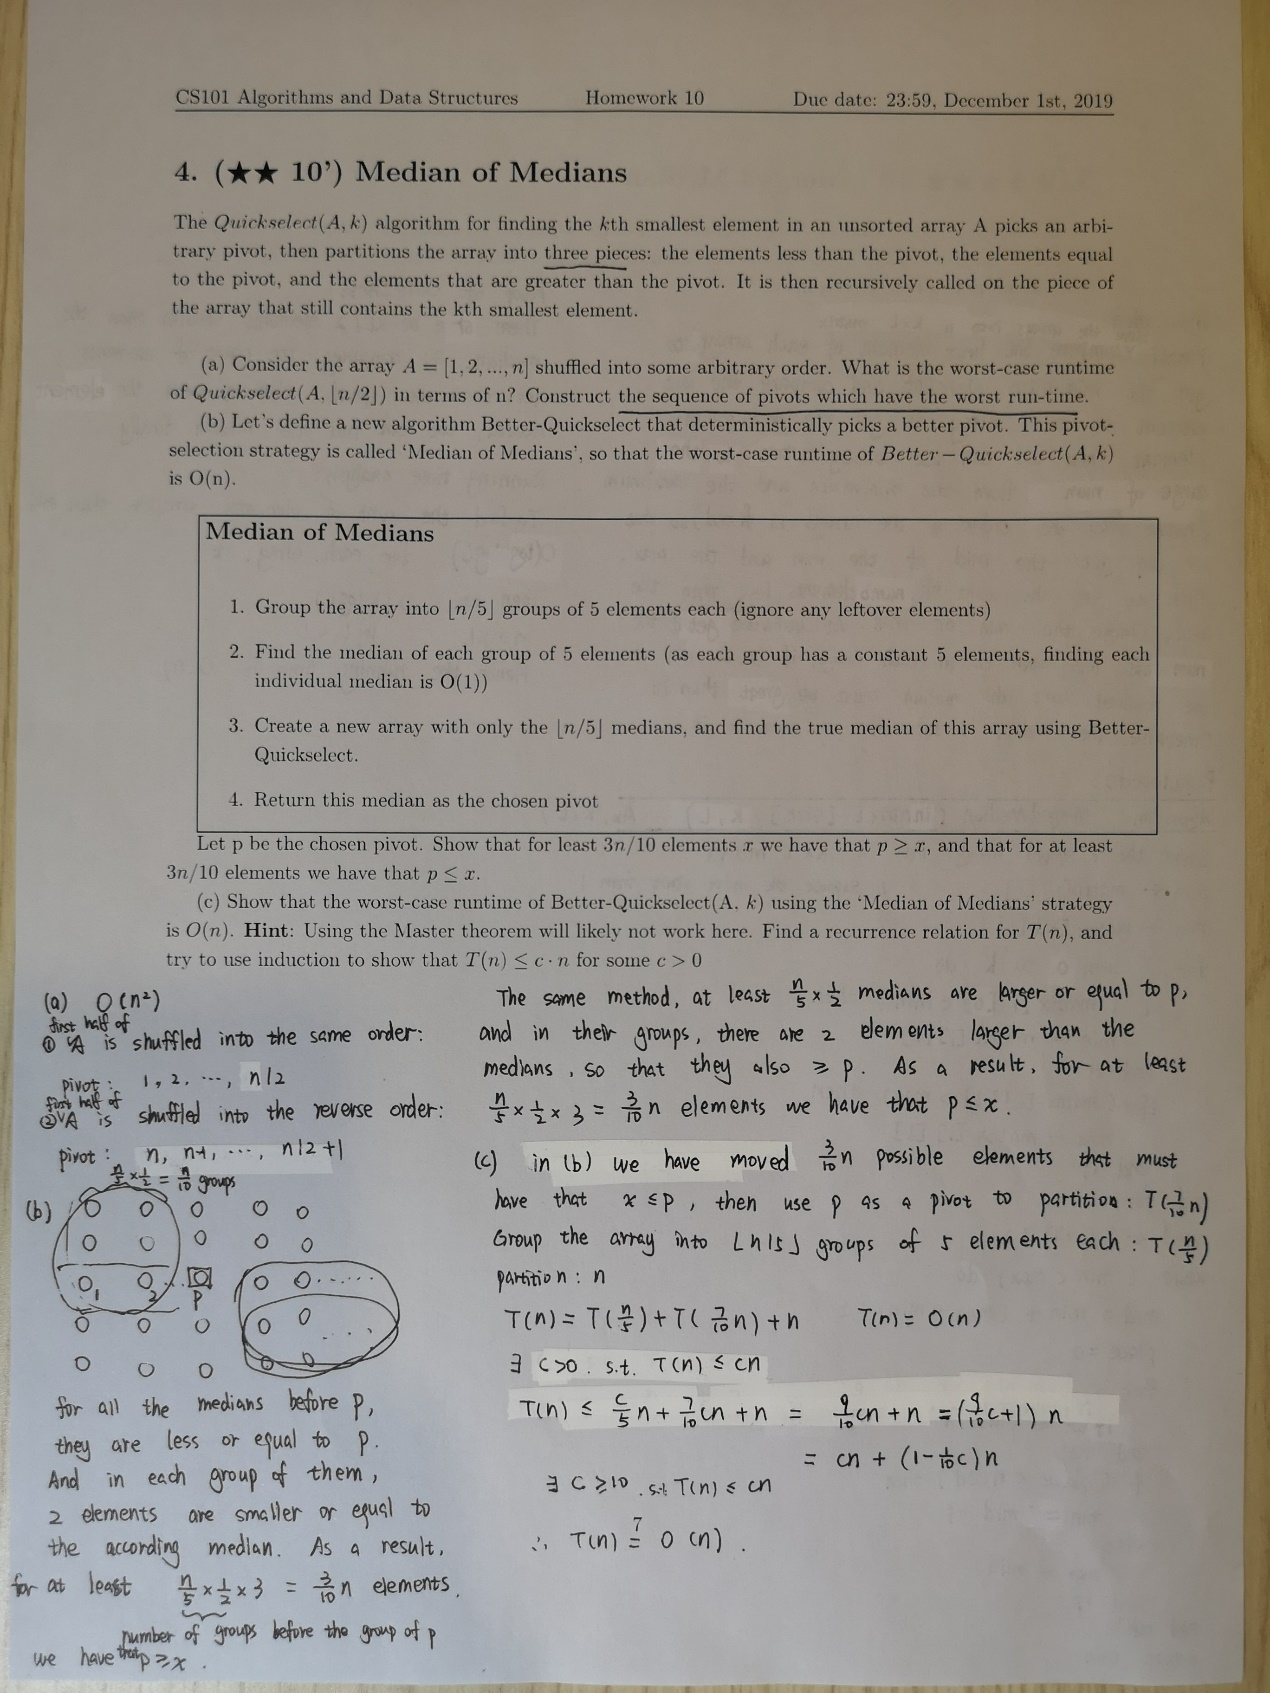 CS101 Algorithms and Data Structures Homework 10 Due date: 23:59, December 1st, 2019
4. (★★ 10') Median of Medians
The Quickselect(A, k) algorithm for finding the kth smallest element in an unsorted array A picks an arbi-
trary pivot, then partitions the array into three pieces: the elements less than the pivot, the elements equal
to the pivot, and the elements that are greater than the pivot. It is then recursively called on the piece of
the array that still contains the kth smallest element.
(a) Consider the array A = [1, 2, ..., n] shuffled into some arbitrary order. What is the worst-case runtime
of Quickselect(A, ⌊n/2⌋) in terms of n? Construct the sequence of pivots which have the worst run-time.
(b) Let's define a new algorithm Better-Quickselect that deterministically picks a better pivot. This pivot-
selection strategy is called 'Median of Medians', so that the worst-case runtime of Better − Quickselect(A, k)
is O(n).
Median of Medians
1. Group the array into ⌊n/5⌋ groups of 5 elements each (ignore any leftover elements)
2. Find the median of each group of 5 elements (as each group has a constant 5 elements, finding each
individual median is O(1))
3. Create a new array with only the ⌊n/5⌋ medians, and find the true median of this array using Better-
Quickselect.
4. Return this median as the chosen pivot
Let p be the chosen pivot. Show that for least 3n/10 elements x we have that p ≥ x, and that for at least
3n/10 elements we have that p ≤ x.
(c) Show that the worst-case runtime of Better-Quickselect(A, k) using the 'Median of Medians' strategy
is O(n). Hint: Using the Master theorem will likely not work here. Find a recurrence relation for T(n), and
try to use induction to show that T(n) ≤ c · n for some c > 0
(a) O(n²)
first half of
① A is shuffled into the same order:
pivot: 1, 2, ..., n/2
first half of
② A is shuffled into the reverse order:
pivot: n, n-1, ..., n/2+1
n/5 × 1/2 = n/10 groups
(b)
1 2 P
for all the medians before p,
they are less or equal to p.
And in each group of them,
2 elements are smaller or equal to
the according median. As a result,
for at least n/5 × 1/2 × 3 = 3/10 n elements,
number of groups before the group of p
we have that p ≥ x.
The same method, at least n/5 × 1/2 medians are larger or equal to p,
and in their groups, there are 2 elements larger than the
medians, so that they also ≥ p. As a result, for at least
n/5 × 1/2 × 3 = 3/10 n elements we have that p ≤ x.
(c) in (b) we have moved 3/10 n possible elements that must
have that x ≤ p, then use p as a pivot to partition: T(7/10 n)
Group the array into ⌊n/5⌋ groups of 5 elements each: T(n/5)
partition: n
T(n) = T(n/5) + T(7/10 n) + n T(n) = O(n)
∃ c>0. s.t. T(n) ≤ cn
T(n) ≤ c/5 n + 7/10 cn + n = 9/10 cn + n = (9/10 c+1) n
= cn + (1 - 1/10 c) n
∃ c ≥ 10. s.t. T(n) ≤ cn
∴ T(n) = O(n).
7